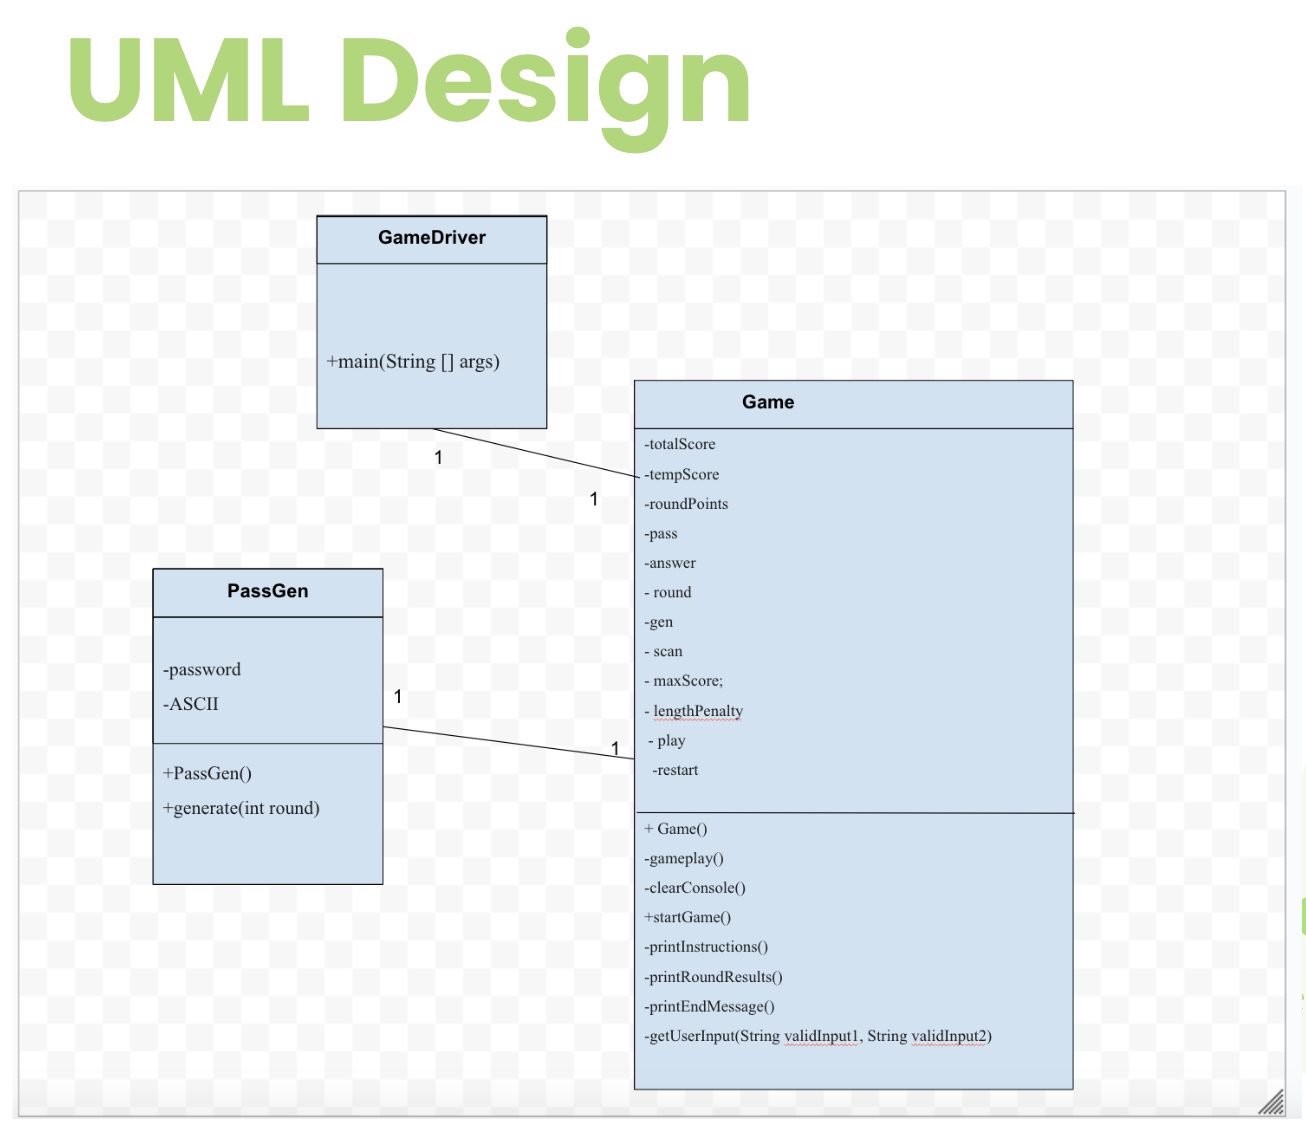 UML Design
GameDriver
+main(String [] args)
1
1
Game
-totalScore
-tempScore
-roundPoints
-pass
-answer
- round
-gen
- scan
- maxScore;
- lengthPenalty
- play
-restart
+ Game()
-gameplay()
-clearConsole()
+startGame()
-printInstructions()
-printRoundResults()
-printEndMessage()
-getUserInput(String validInput1, String validInput2)
PassGen
-password
-ASCII
+PassGen()
+generate(int round)
1
1